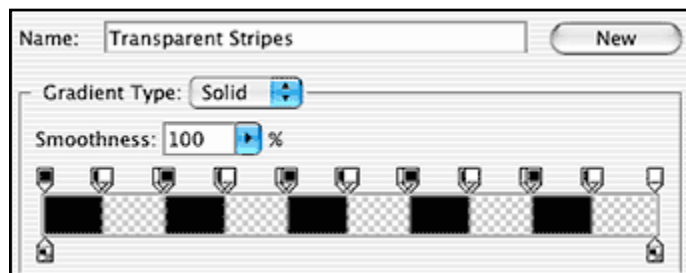 Name: Transparent Stripes New
Gradient Type: Solid
Smoothness: 100 %